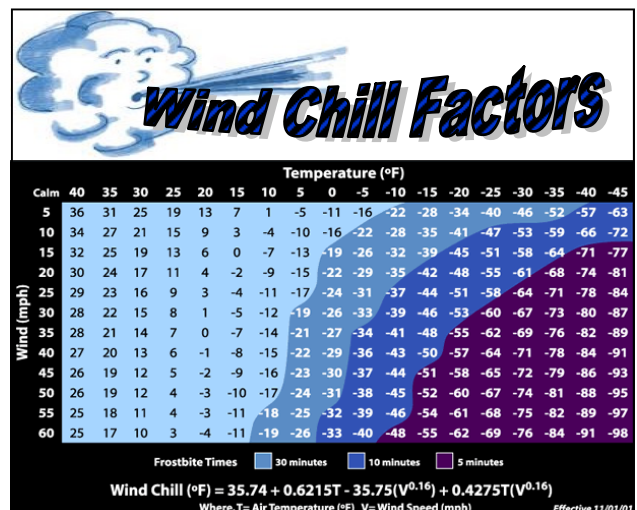 Wind Chill Factors
Temperature (ºF)
Calm 40 35 30 25 20 15 10 5 0 -5 -10 -15 -20 -25 -30 -35 -40 -45
5 36 31 25 19 13 7 1 -5 -11 -16 -22 -28 -34 -40 -46 -52 -57 -63
10 34 27 21 15 9 3 -4 -10 -16 -22 -28 -35 -41 -47 -53 -59 -66 -72
15 32 25 19 13 6 0 -7 -13 -19 -26 -32 -39 -45 -51 -58 -64 -71 -77
20 30 24 17 11 4 -2 -9 -15 -22 -29 -35 -42 -48 -55 -61 -68 -74 -81
25 29 23 16 9 3 -4 -11 -17 -24 -31 -37 -44 -51 -58 -64 -71 -78 -84
30 28 22 15 8 1 -5 -12 -19 -26 -33 -39 -46 -53 -60 -67 -73 -80 -87
35 28 21 14 7 0 -7 -14 -21 -27 -34 -41 -48 -55 -62 -69 -76 -82 -89
40 27 20 13 6 -1 -8 -15 -22 -29 -36 -43 -50 -57 -64 -71 -78 -84 -91
45 26 19 12 5 -2 -9 -16 -23 -30 -37 -44 -51 -58 -65 -72 -79 -86 -93
50 26 19 12 4 -3 -10 -17 -24 -31 -38 -45 -52 -60 -67 -74 -81 -88 -95
55 25 18 11 4 -3 -11 -18 -25 -32 -39 -46 -54 -61 -68 -75 -82 -89 -97
60 25 17 10 3 -4 -11 -19 -26 -33 -40 -48 -55 -62 -69 -76 -84 -91 -98
Wind (mph)
Frostbite Times 30 minutes 10 minutes 5 minutes
Wind Chill (ºF) = 35.74 + 0.6215T - 35.75(V0.16) + 0.4275T(V0.16)
Where, T= Air Temperature (ºF) V= Wind Speed (mph) Effective 11/01/01